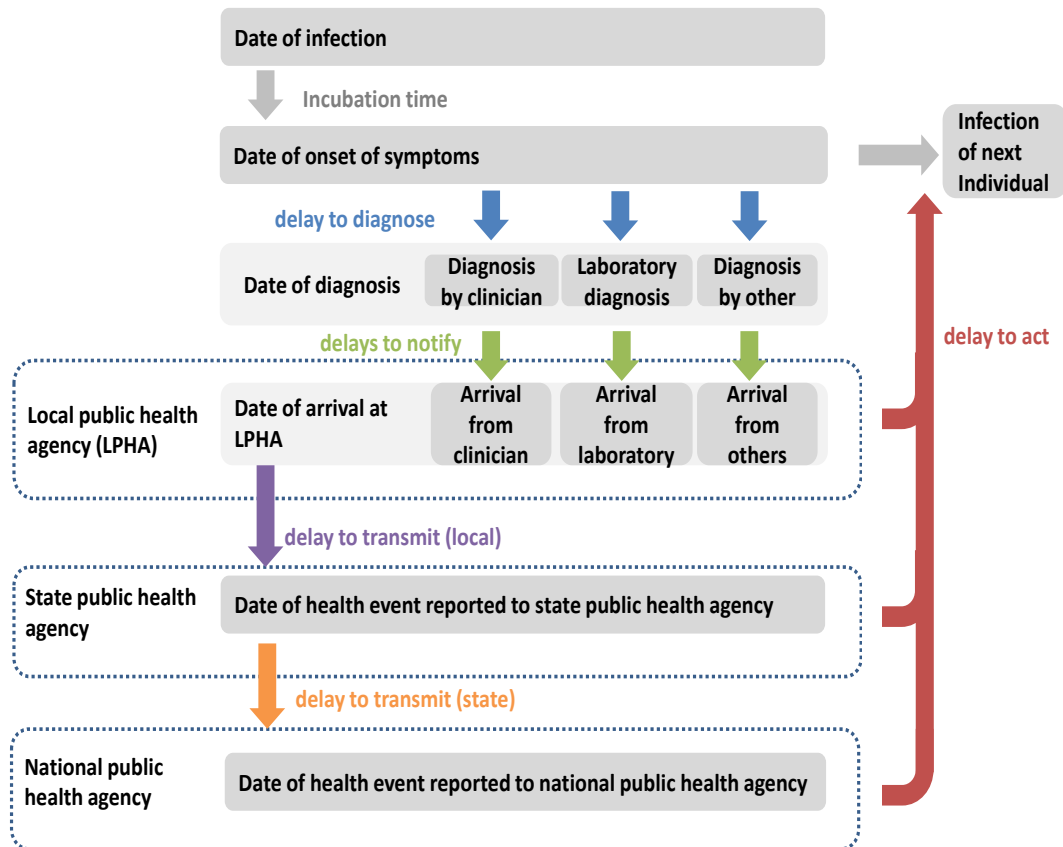 Date of infection
Incubation time
Date of onset of symptoms
Infection
of next
Individual
delay to diagnose
Date of diagnosis
Diagnosis
by clinician
Laboratory
diagnosis
Diagnosis
by other
delays to notify
delay to act
Local public health
agency (LPHA)
Date of arrival at
LPHA
Arrival
from
clinician
Arrival
from
laboratory
Arrival
from
others
delay to transmit (local)
State public health
agency
Date of health event reported to state public health agency
delay to transmit (state)
National public
health agency
Date of health event reported to national public health agency